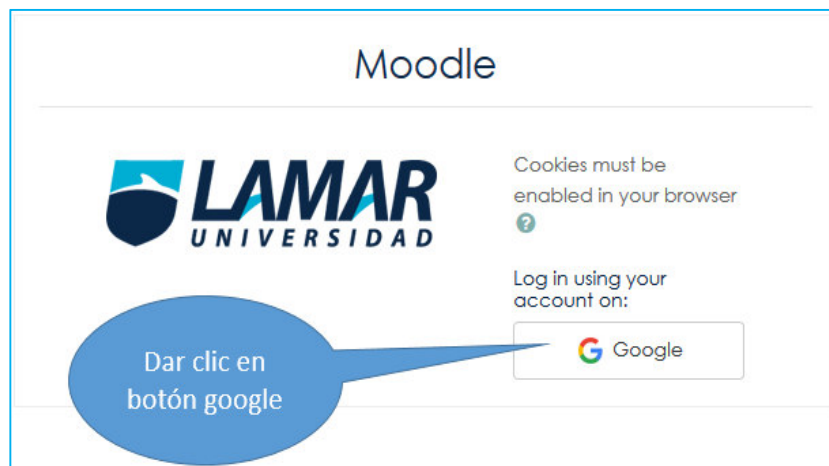 Moodle
LAMAR
UNIVERSIDAD
Cookies must be
enabled in your browser
?
Log in using your
account on:
Google
Dar clic en
botón google